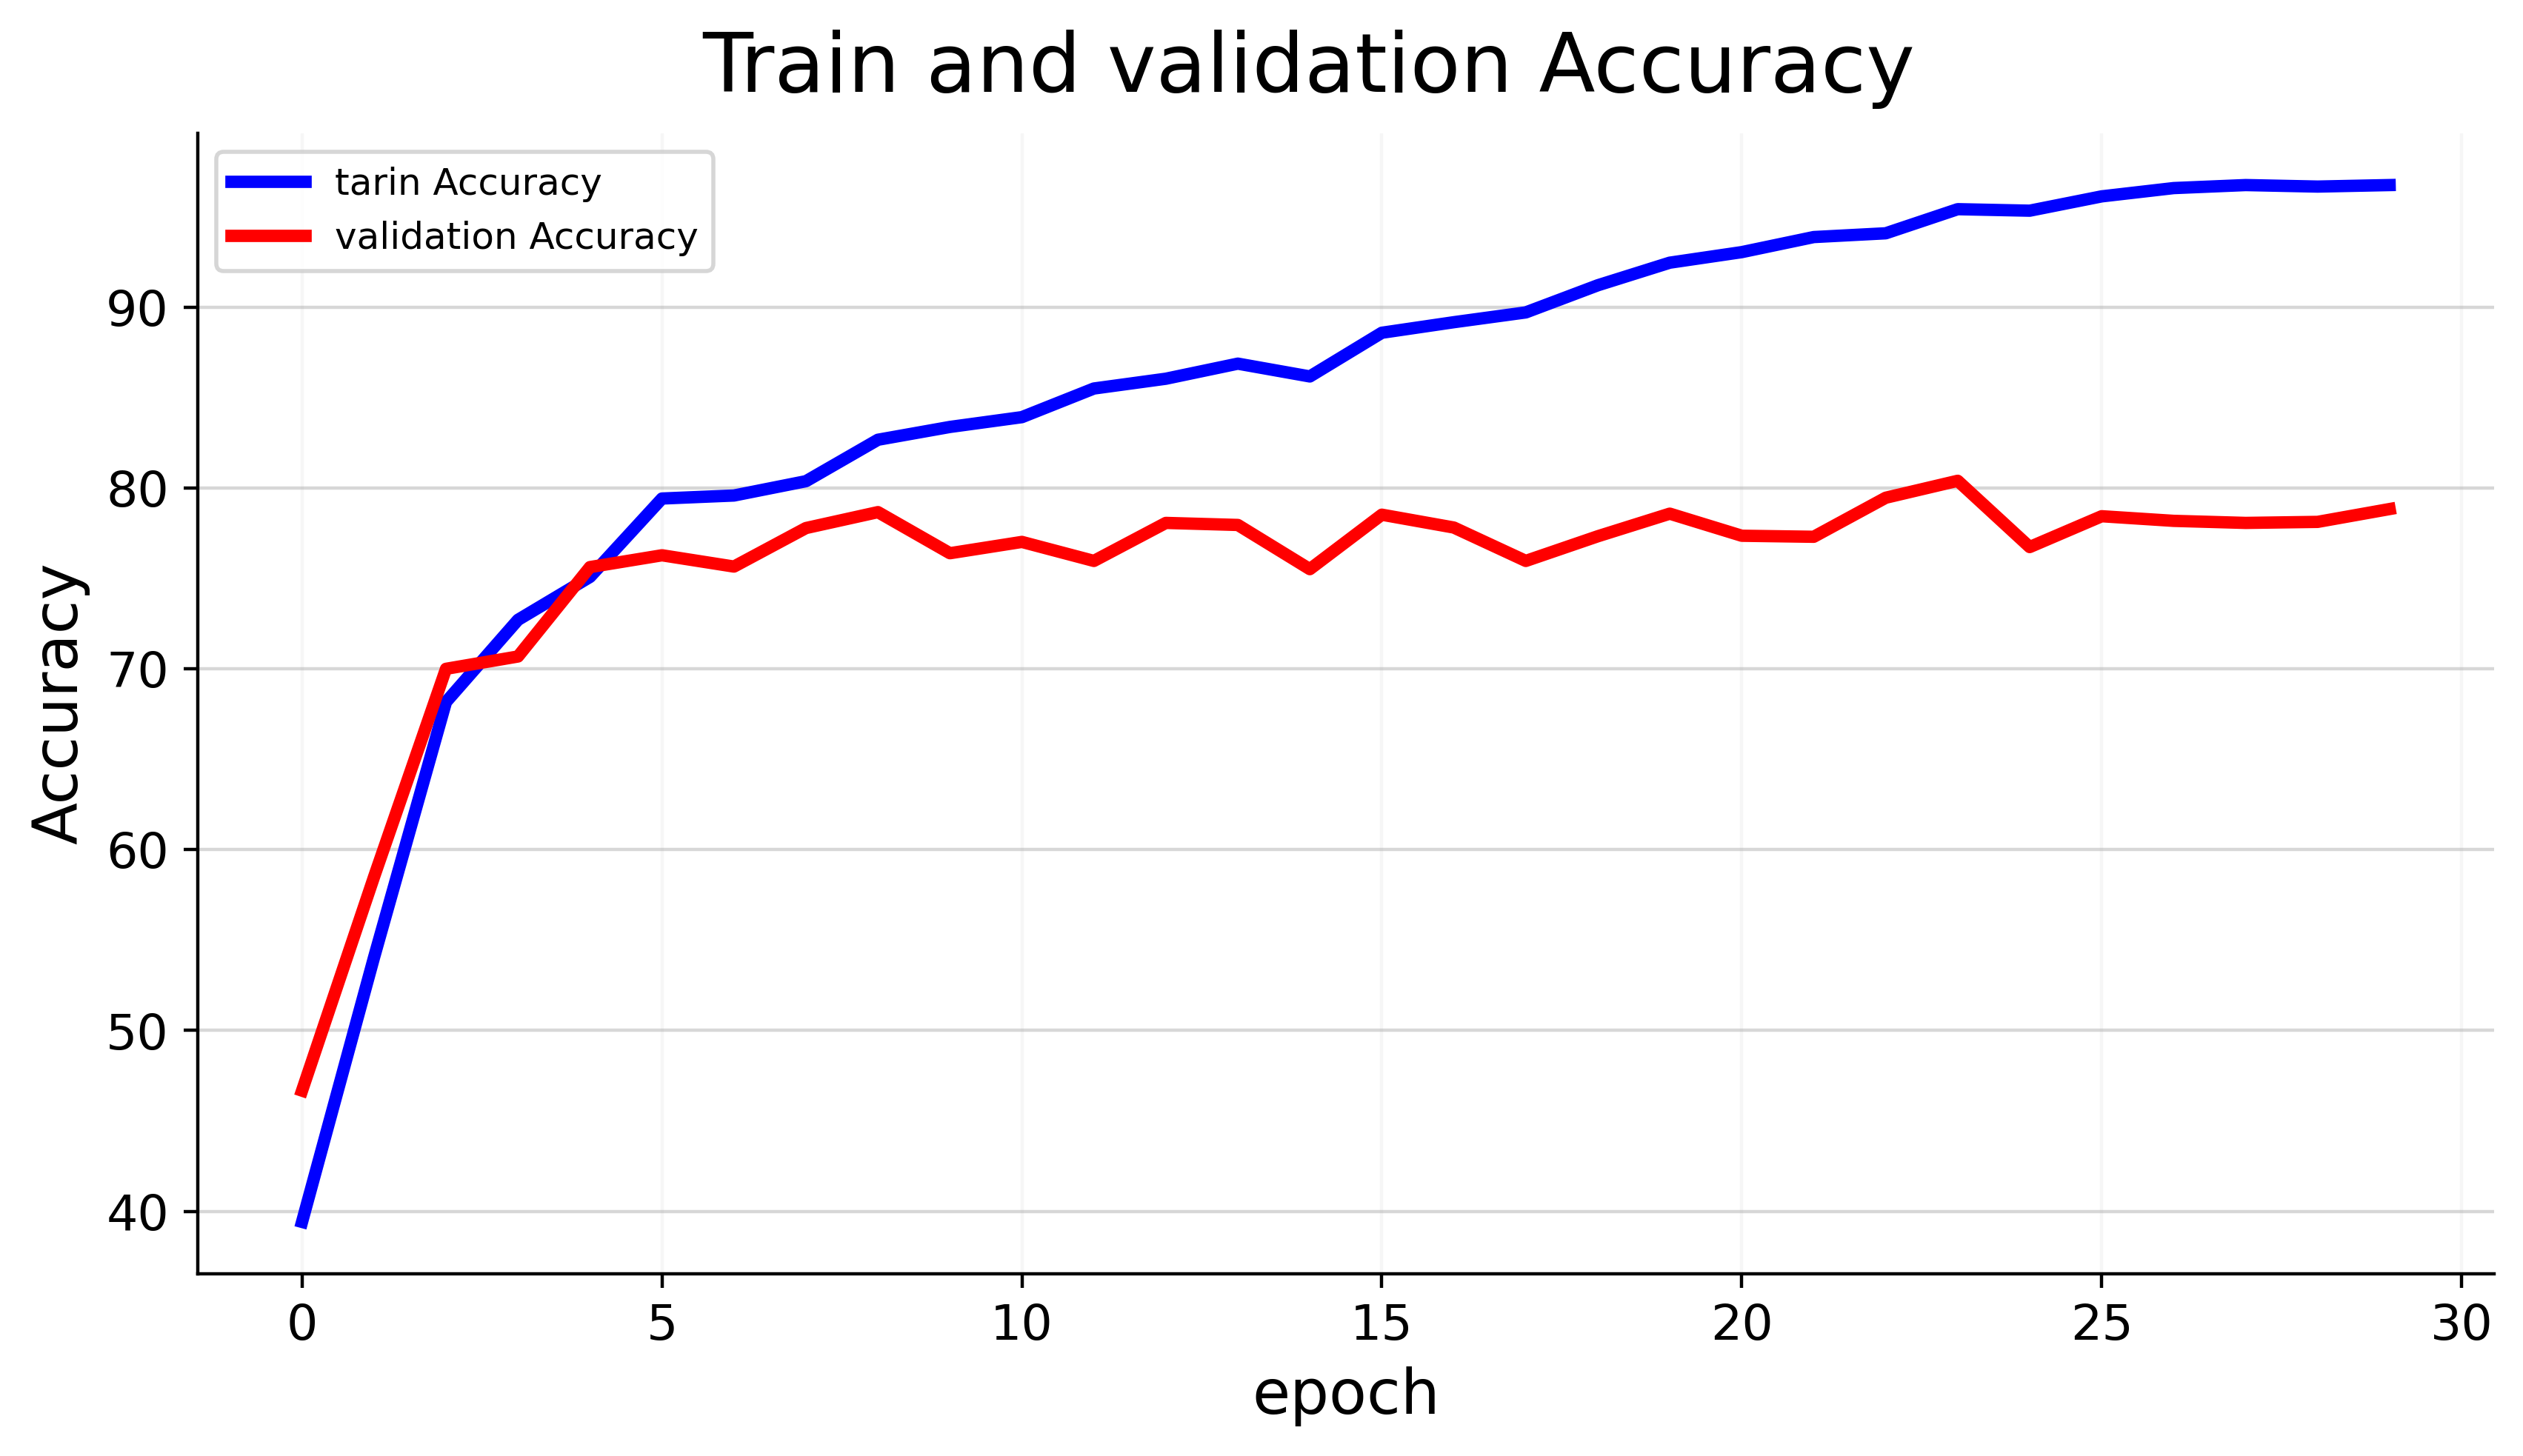 Train and validation Accuracy
tarin Accuracy
validation Accuracy
Accuracy
90
80
70
60
50
40
0 5 10 15 20 25 30
epoch